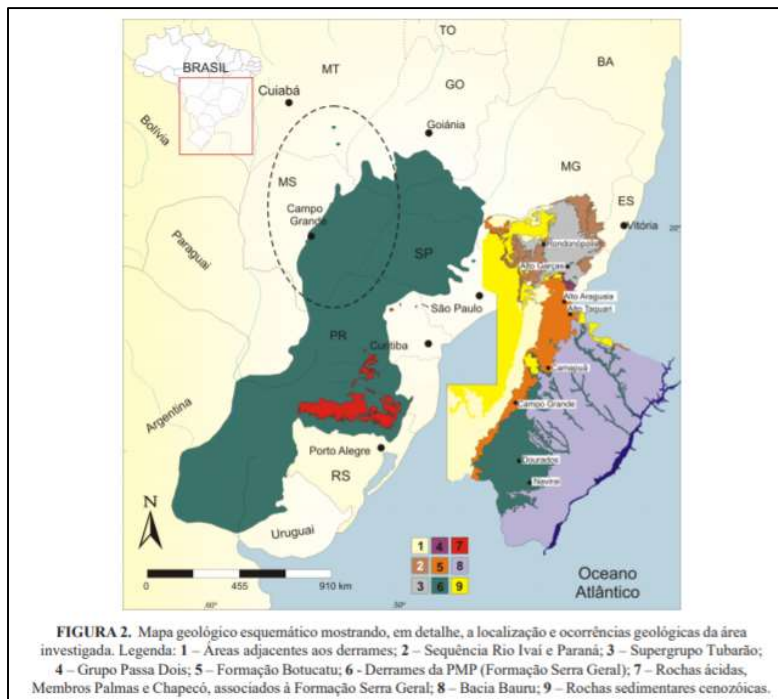 TO
BRASIL
MT
BA
Cuiabá
GO
Goiânia
Bolívia
MG
MS
ES
Campo
Grande
Vitória
20°
Rondonópolis
Alto Garças
Paraguai
SP
Alto Araguaia
São Paulo
Alto Taquari
PR
Curitiba
Camapuã
Campo Grande
Argentina
Porto Alegre
Dourados
RS
Naviraí
N
Uruguai
1 4 7
2 5 8
3 6 9
0 455 910 km
Oceano
Atlântico
60° 50°
FIGURA 2. Mapa geológico esquemático mostrando, em detalhe, a localização e ocorrências geológicas da área
investigada. Legenda: 1 – Áreas adjacentes aos derrames; 2 – Sequência Rio Ivaí e Paraná; 3 – Supergrupo Tubarão;
4 – Grupo Passa Dois; 5 – Formação Botucatu; 6 - Derrames da PMP (Formação Serra Geral); 7 – Rochas ácidas,
Membros Palmas e Chapecó, associados à Formação Serra Geral; 8 – Bacia Bauru; 9 – Rochas sedimentares cenozóicas.